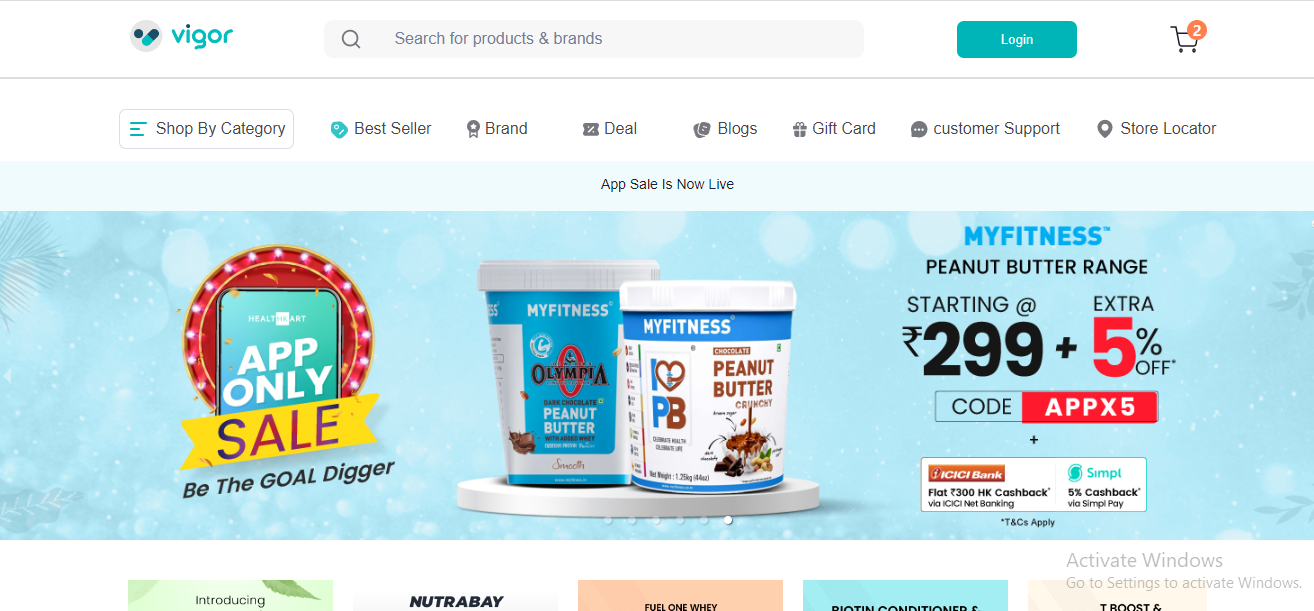 vigor
Search for products & brands
Login
2
Shop By Category
Best Seller
Brand
Deal
Blogs
Gift Card
customer Support
Store Locator
App Sale Is Now Live
HEALTHKART
APP
ONLY
SALE
Be The GOAL Digger
MYFITNESS
OLYMPIA
DARK CHOCOLATE
PEANUT
BUTTER
WITH ADDED WHEY
Smooth
MYFITNESS
I
PB
CELEBRATE HEALTH
CELEBRATE LIFE
CHOCOLATE
PEANUT
BUTTER
CRUNCHY
brown sugar
dark chocolate
Net Weight : 1.25kg (44oz)
MYFITNESS™
PEANUT BUTTER RANGE
STARTING @
₹299
+
EXTRA
5%
OFF*
CODE APPX5
+
ICICI Bank
Flat ₹300 HK Cashback*
via ICICI Net Banking
Simpl
5% Cashback*
via Simpl Pay
*T&Cs Apply
Activate Windows
Go to Settings to activate Windows.
Introducing
NUTRABAY
FUEL ONE WHEY
BIOTIN CONDITIONER &
T BOOST &